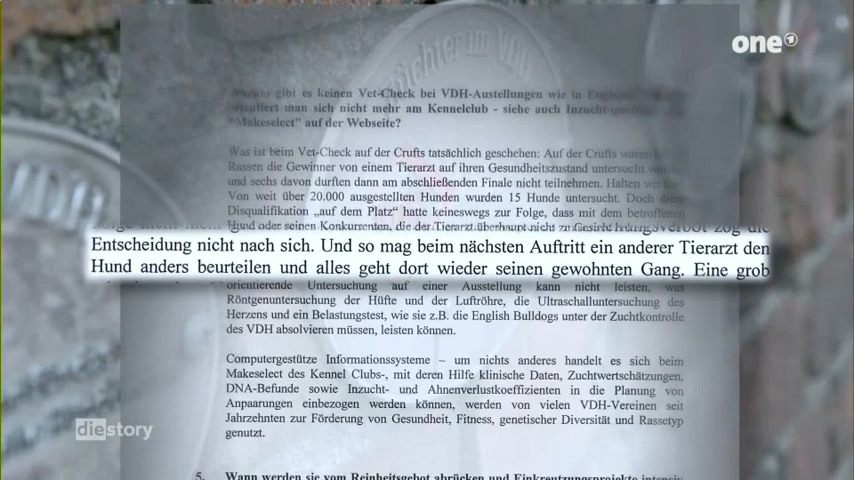 one
Richter im VDH
gibt es keinen Vet-Check bei VDH-Austellungen wie in
orientiert man sich nicht mehr am Kennelclub - siehe auch
"Makeselect" auf der Webseite?
Was ist beim Vet-Check auf der Crufts tatsächlich geschehen: Auf der Crufts waren
Rassen die Gewinner von einem Tierarzt auf ihren Gesundheitszustand untersucht
und sechs davon durften dann am abschließenden Finale nicht teilnehmen. Halten wir
Von weit über 20.000 ausgestellten Hunden wurden 15 Hunde untersucht. Doch diese
Disqualifikation „auf dem Platz“ hatte keineswegs zur Folge, dass mit dem betroffenen
Hund oder seinen Konkurrenten, die der Tierarzt überhaupt nicht zu Gesicht
zog die
Entscheidung nicht nach sich. Und so mag beim nächsten Auftritt ein anderer Tierarzt den
Hund anders beurteilen und alles geht dort wieder seinen gewohnten Gang. Eine grob
orientierende Untersuchung auf einer Ausstellung kann nicht leisten, was
Röntgenuntersuchung der Hüfte und der Luftröhre, die Ultraschalluntersuchung des
Herzens und ein Belastungstest, wie sie z.B. die English Bulldogs unter der Zuchtkontrolle
des VDH absolvieren müssen, leisten können.
Computergestütze Informationssysteme – um nichts anderes handelt es sich beim
Makeselect des Kennel Clubs-, mit deren Hilfe klinische Daten, Zuchtwertschätzungen,
DNA-Befunde sowie Inzucht- und Ahnenverlustkoeffizienten in die Planung von
Anpaarungen einbezogen werden können, werden von vielen VDH-Vereinen seit
Jahrzehnten zur Förderung von Gesundheit, Fitness, genetischer Diversität und Rassetyp
genutzt.
die story
5. Wann werden sie vom Reinheitsgebot abrücken und Einkreutzungsprojekte intensiv